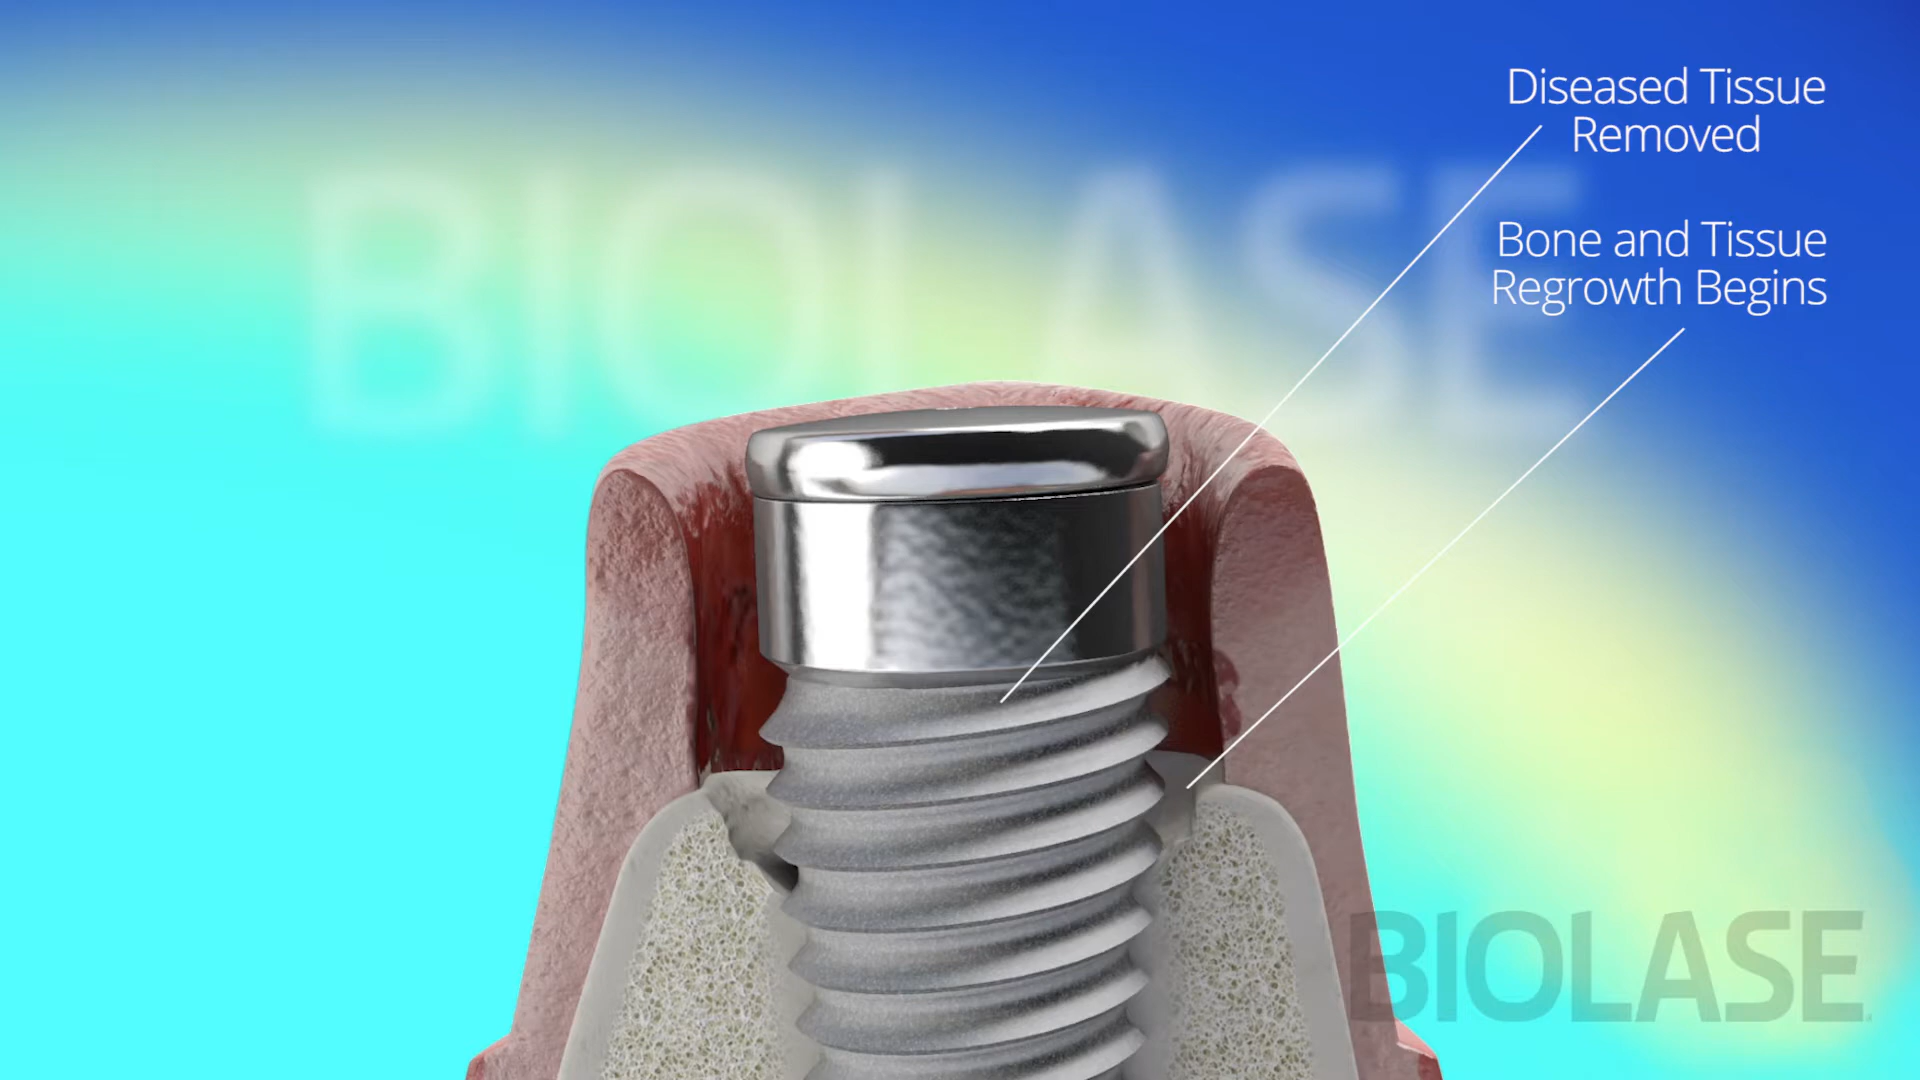 Diseased Tissue
Removed
Bone and Tissue
Regrowth Begins
BIOLASE
BIOLASE